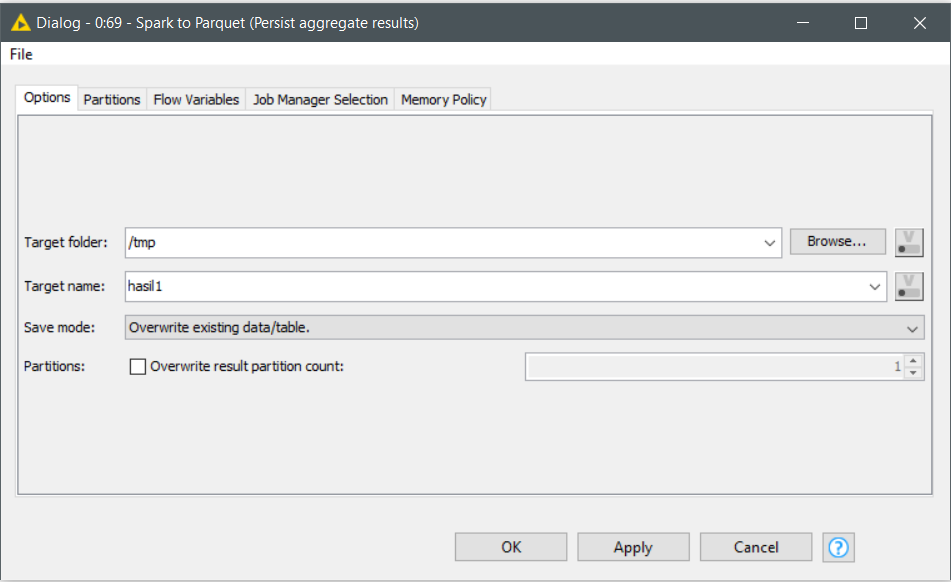 Dialog - 0:69 - Spark to Parquet (Persist aggregate results)
File
Options Partitions Flow Variables Job Manager Selection Memory Policy
Target folder: /tmp Browse... V
Target name: hasil1 V
Save mode: Overwrite existing data/table.
Partitions: Overwrite result partition count: 1
OK Apply Cancel ?